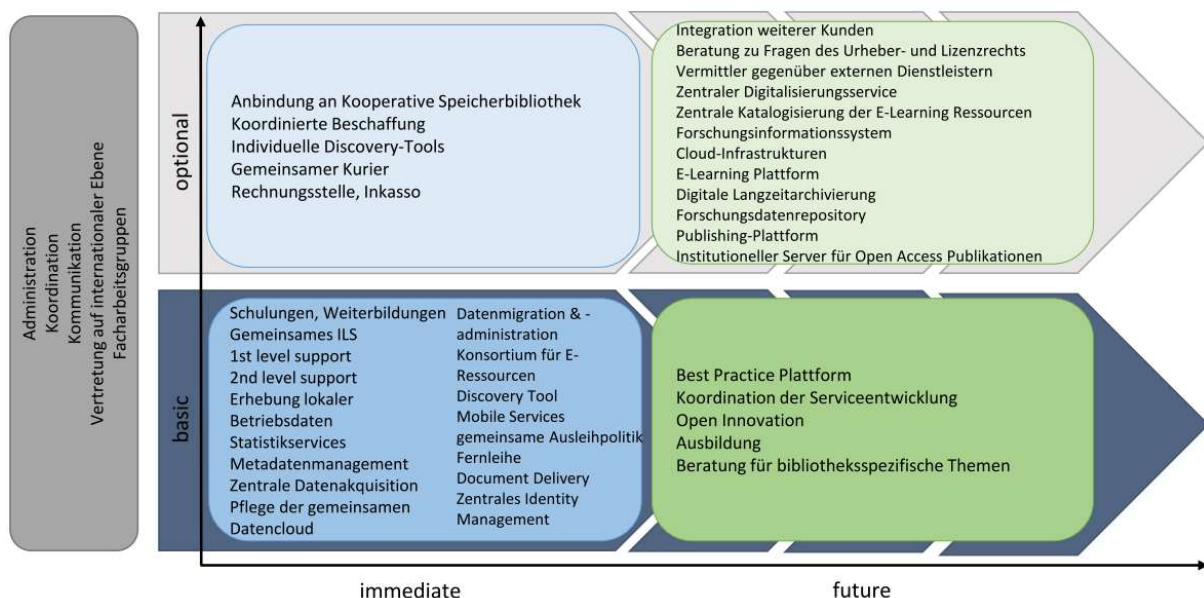 Administration
Koordination
Kommunikation
Vertretung auf internationaler Ebene
Facharbeitsgruppen
optional
Anbindung an Kooperative Speicherbibliothek
Koordinierte Beschaffung
Individuelle Discovery-Tools
Gemeinsamer Kurier
Rechnungsstelle, Inkasso
Integration weiterer Kunden
Beratung zu Fragen des Urheber- und Lizenzrechts
Vermittler gegenüber externen Dienstleistern
Zentraler Digitalisierungsservice
Zentrale Katalogisierung der E-Learning Ressourcen
Forschungsinformationssystem
Cloud-Infrastrukturen
E-Learning Plattform
Digitale Langzeitarchivierung
Forschungsdatenrepository
Publishing-Plattform
Institutioneller Server für Open Access Publikationen
basic
Schulungen, Weiterbildungen
Gemeinsames ILS
1st level support
2nd level support
Erhebung lokaler
Betriebsdaten
Statistikservices
Metadatenmanagement
Zentrale Datenakquisition
Pflege der gemeinsamen
Datencloud
Datenmigration & -
administration
Konsortium für E-
Ressourcen
Discovery Tool
Mobile Services
gemeinsame Ausleihpolitik
Fernleihe
Document Delivery
Zentrales Identity
Management
Best Practice Plattform
Koordination der Serviceentwicklung
Open Innovation
Ausbildung
Beratung für bibliotheksspezifische Themen
immediate
future